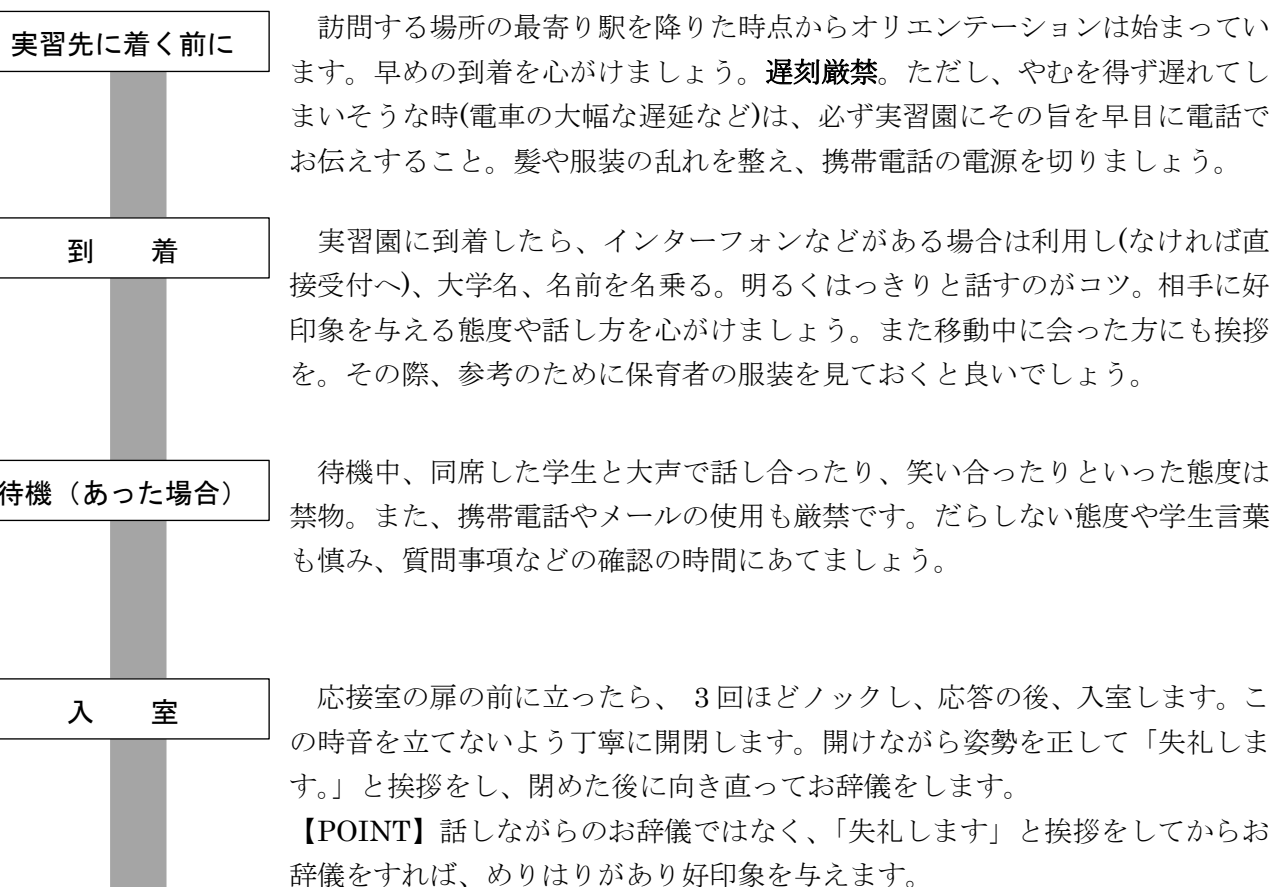 実習先に着く前に
訪問する場所の最寄り駅を降りた時点からオリエンテーションは始まってい
ます。早めの到着を心がけましょう。遅刻厳禁。ただし、やむを得ず遅れてし
まいそうな時(電車の大幅な遅延など)は、必ず実習園にその旨を早目に電話で
お伝えすること。髪や服装の乱れを整え、携帯電話の電源を切りましょう。
到　着
実習園に到着したら、インターフォンなどがある場合は利用し(なければ直
接受付へ)、大学名、名前を名乗る。明るくはっきりと話すのがコツ。相手に好
印象を与える態度や話し方を心がけましょう。また移動中に会った方にも挨拶
を。その際、参考のために保育者の服装を見ておくと良いでしょう。
待機（あった場合）
待機中、同席した学生と大声で話し合ったり、笑い合ったりといった態度は
禁物。また、携帯電話やメールの使用も厳禁です。だらしない態度や学生言葉
も慎み、質問事項などの確認の時間にあてましょう。
入　室
応接室の扉の前に立ったら、 3回ほどノックし、応答の後、入室します。こ
の時音を立てないよう丁寧に開閉します。開けながら姿勢を正して「失礼しま
す。」と挨拶をし、閉めた後に向き直ってお辞儀をします。
【POINT】話しながらのお辞儀ではなく、「失礼します」と挨拶をしてからお
辞儀をすれば、めりはりがあり好印象を与えます。